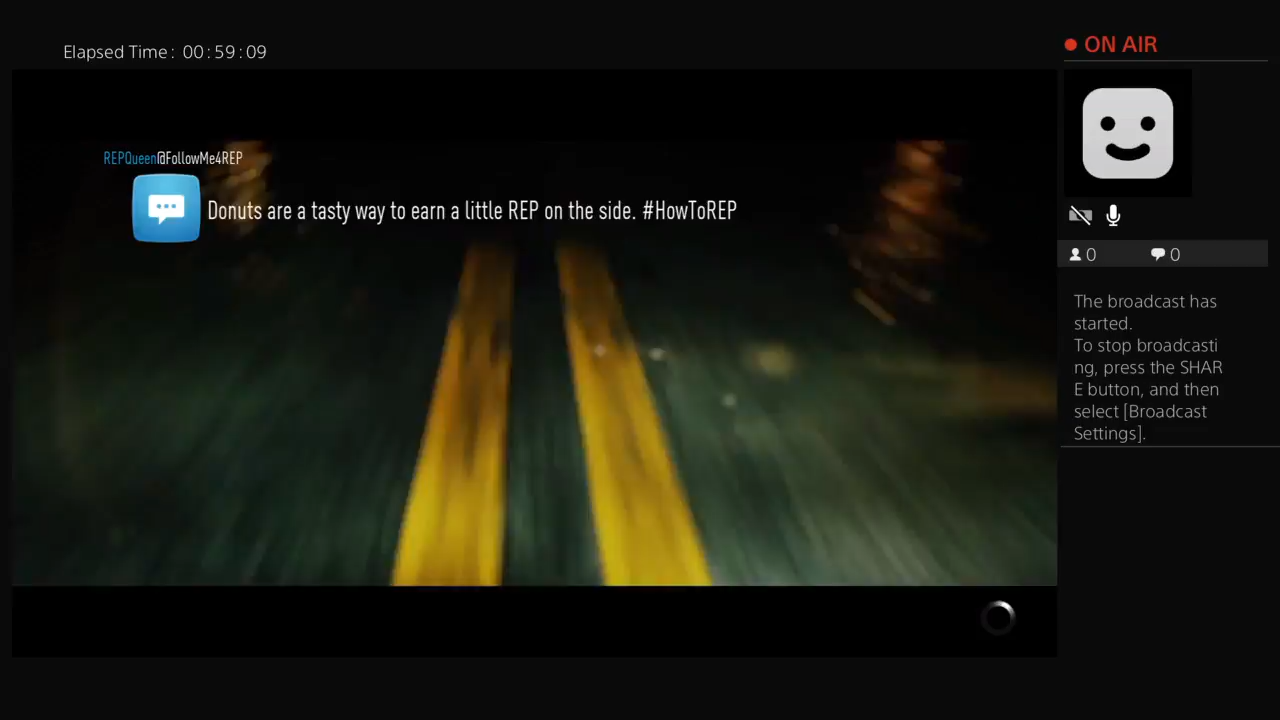 Elapsed Time: 00:59:09
ON AIR
REPQueen@FollowMe4REP
Donuts are a tasty way to earn a little REP on the side. #HowToREP
0 0
The broadcast has
started.
To stop broadcasti
ng, press the SHAR
E button, and then
select [Broadcast
Settings].